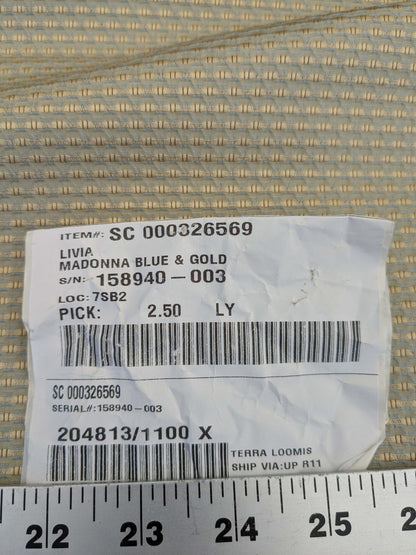 ITEM#: SC 000326569
LIVIA
MADONNA BLUE & GOLD
S/N: 158940-003
LOC: 7SB2
PICK: 2.50 LY
SC 000326569
SERIAL#:158940-003
204813/1100 X
TERRA LOOMIS
SHIP VIA:UP R11
22 23 24 25 26